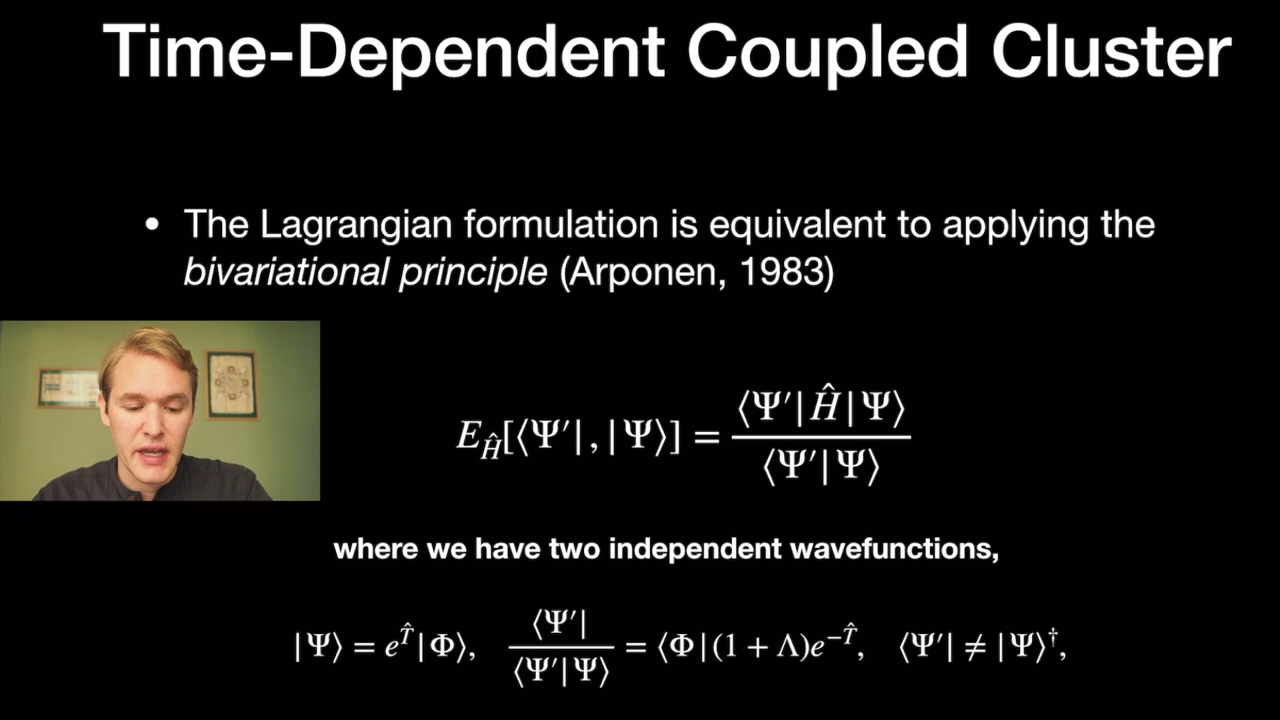 Time-Dependent Coupled Cluster
• The Lagrangian formulation is equivalent to applying the
bivariational principle (Arponen, 1983)
E_Ĥ[⟨Ψ′|, |Ψ⟩] = ⟨Ψ′|Ĥ|Ψ⟩ / ⟨Ψ′|Ψ⟩
where we have two independent wavefunctions,
|Ψ⟩ = e^T̂|Φ⟩, ⟨Ψ′| / ⟨Ψ′|Ψ⟩ = ⟨Φ|(1 + Λ)e^−T̂, ⟨Ψ′| ≠ |Ψ⟩†,